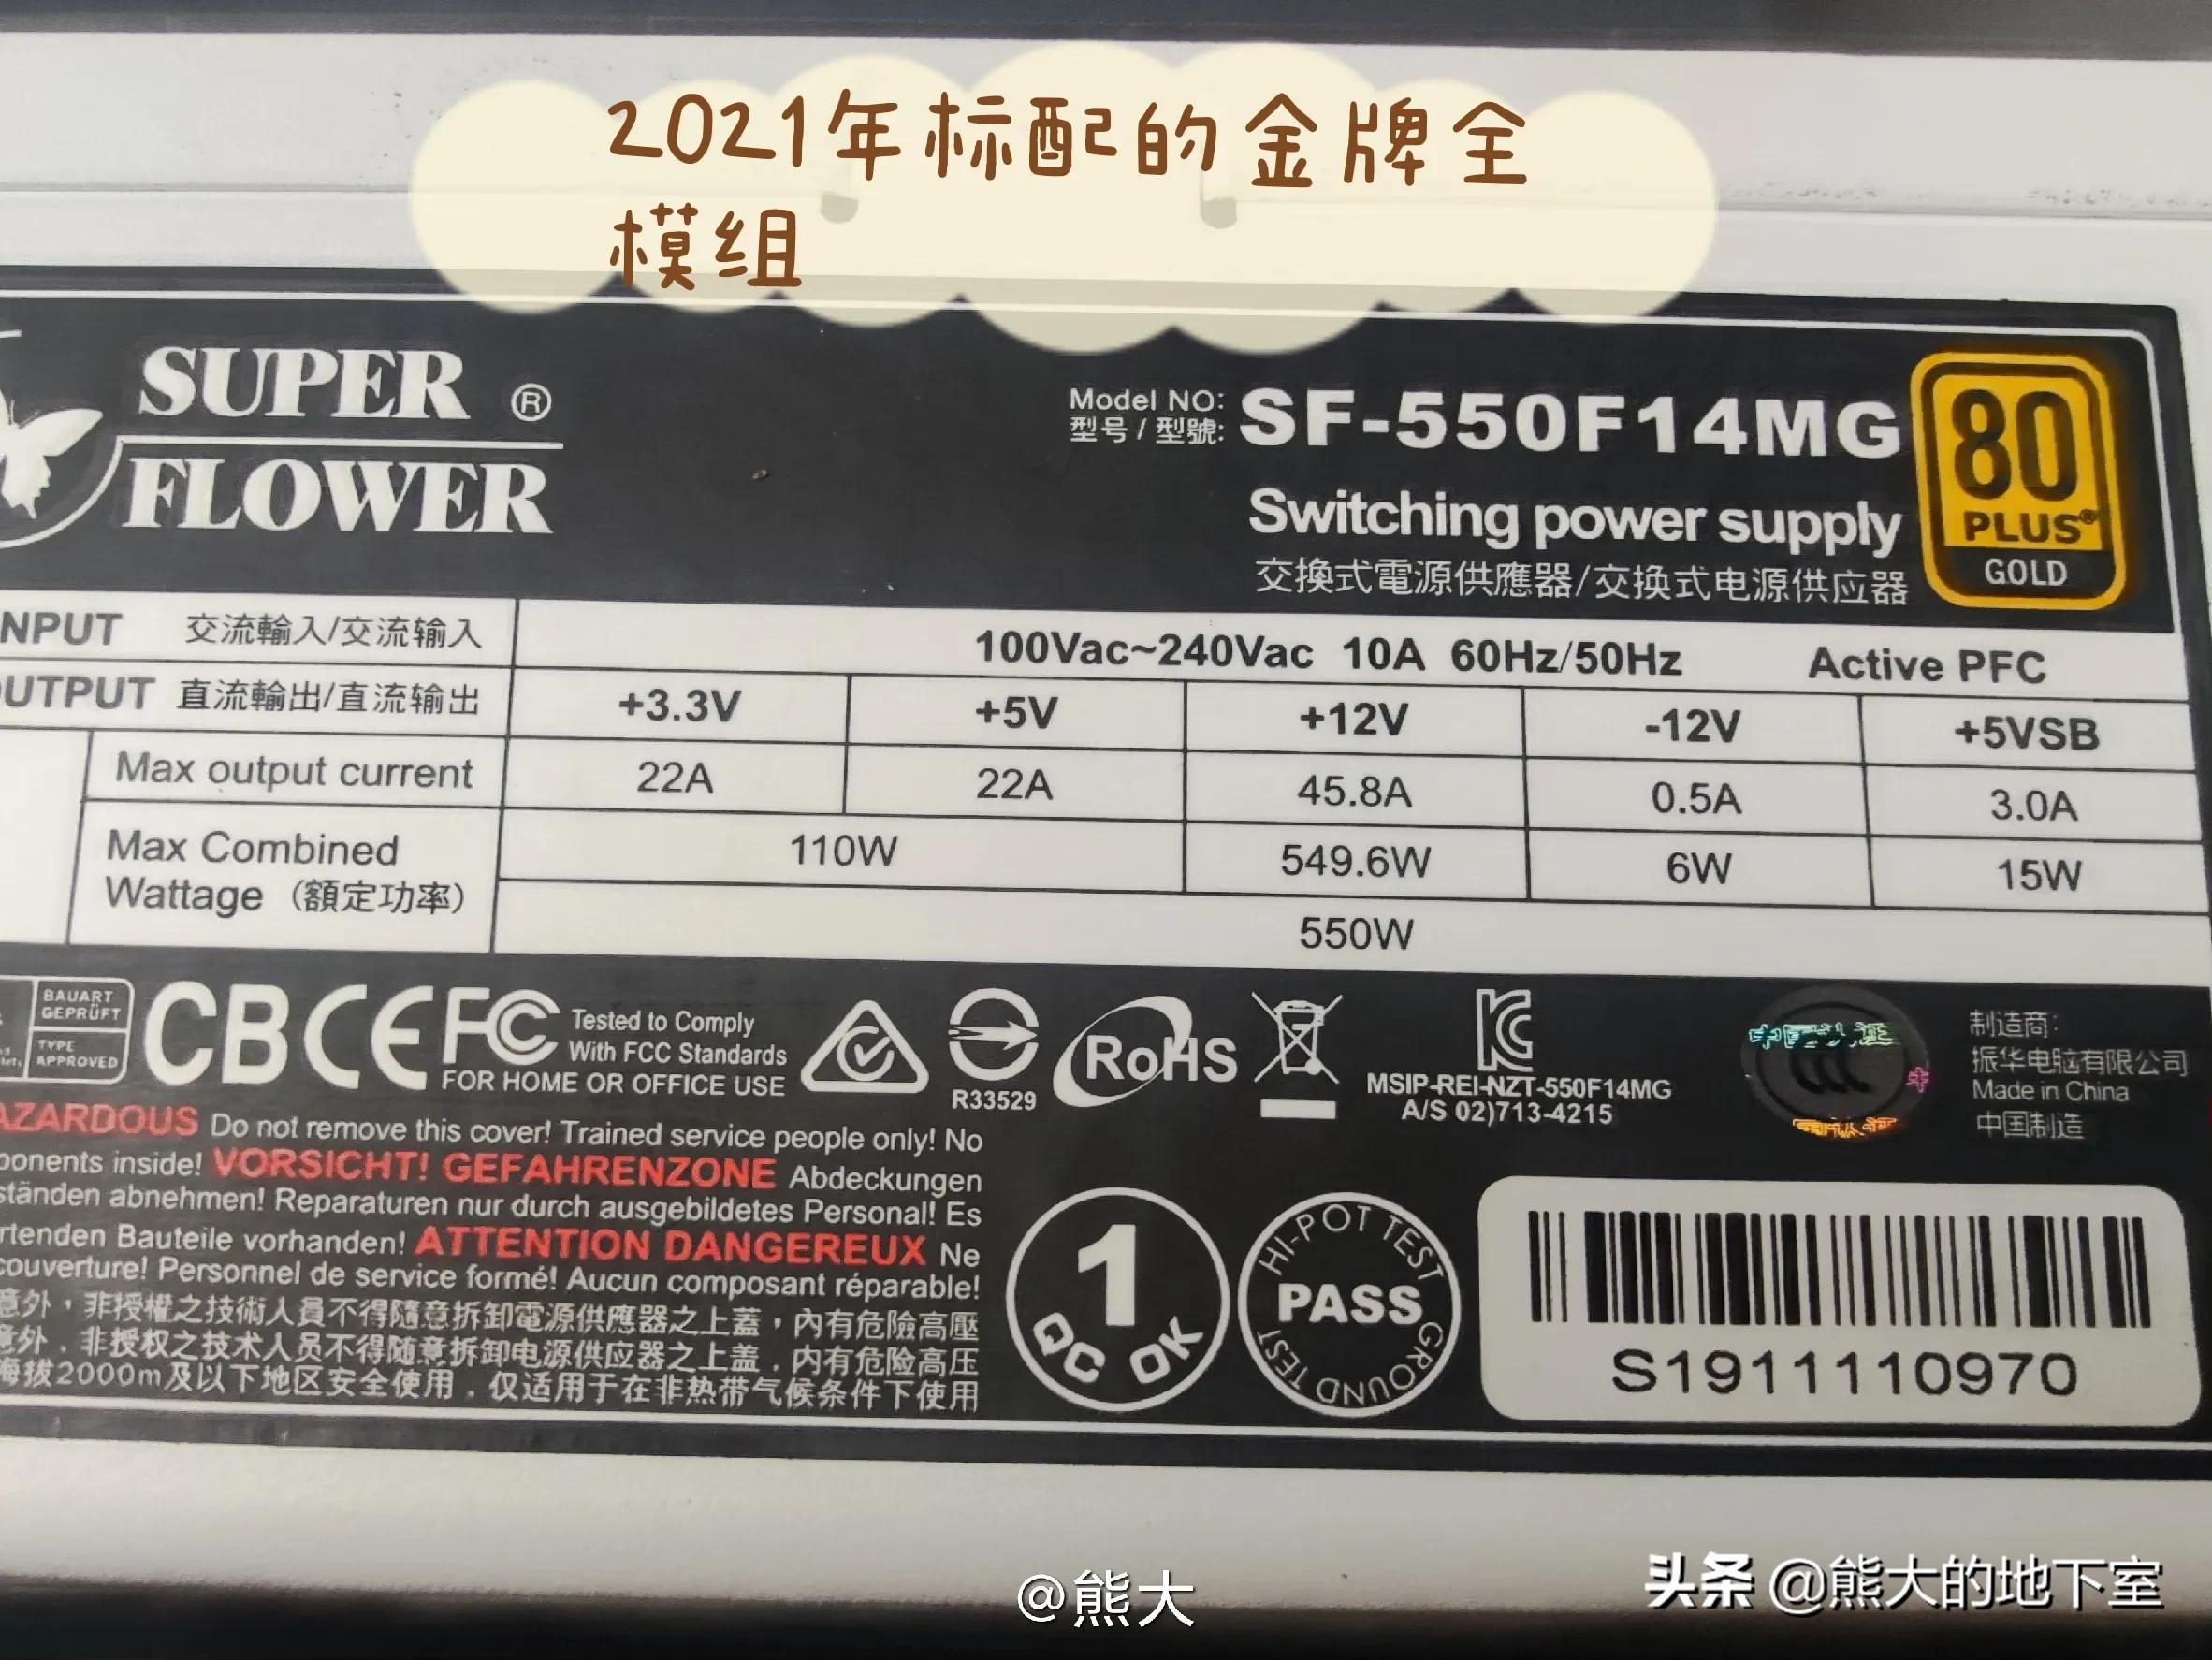 2021年标配的金牌全
模组
SUPER ®
FLOWER
Model NO:
型号 / 型號: SF-550F14MG
Switching power supply
交換式電源供應器/交换式电源供应器
80
PLUS®
GOLD
NPUT 交流輸入/交流输入 100Vac~240Vac 10A 60Hz/50Hz Active PFC
UTPUT 直流輸出/直流输出 +3.3V +5V +12V -12V +5VSB
Max output current 22A 22A 45.8A 0.5A 3.0A
Max Combined
Wattage (額定功率) 110W 549.6W 6W 15W
550W
BAUART
GEPRÜFT
TYPE
APPROVED
CB CE FC Tested to Comply
With FCC Standards
FOR HOME OR OFFICE USE
R33529
RoHS
MSIP-REI-NZT-550F14MG
A/S 02)713-4215
制造商:
振华电脑有限公司
Made in China
中国制造
AZARDOUS Do not remove this cover! Trained service people only! No
ponents inside! VORSICHT! GEFAHRENZONE Abdeckungen
ständen abnehmen! Reparaturen nur durch ausgebildetes Personal! Es
rtenden Bauteile vorhanden! ATTENTION DANGEREUX Ne
couverture! Personnel de service formé! Aucun composant réparable!
意外，非授權之技術人員不得隨意拆卸電源供應器之上蓋，內有危險高壓
意外，非授权之技术人员不得随意拆卸电源供应器之上盖，内有危险高压
海拔2000m及以下地区安全使用，仅适用于在非热带气候条件下使用
1
QC OK
HI-POT TEST
PASS
GROUND TEST
S1911110970
@熊大
头条 @熊大的地下室